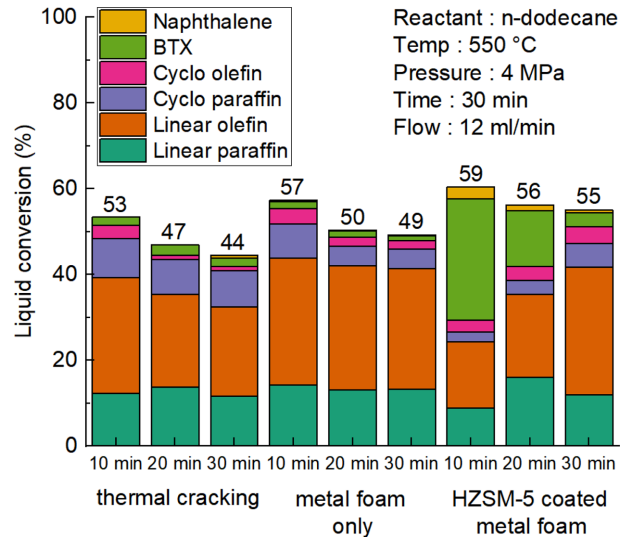 100
80
60
40
20
0
Liquid conversion (%)
Naphthalene
BTX
Cyclo olefin
Cyclo paraffin
Linear olefin
Linear paraffin
Reactant : n-dodecane
Temp : 550 °C
Pressure : 4 MPa
Time : 30 min
Flow : 12 ml/min
53
47
44
57
50
49
59
56
55
10 min 20 min 30 min 10 min 20 min 30 min 10 min 20 min 30 min
thermal cracking
metal foam
only
HZSM-5 coated
metal foam